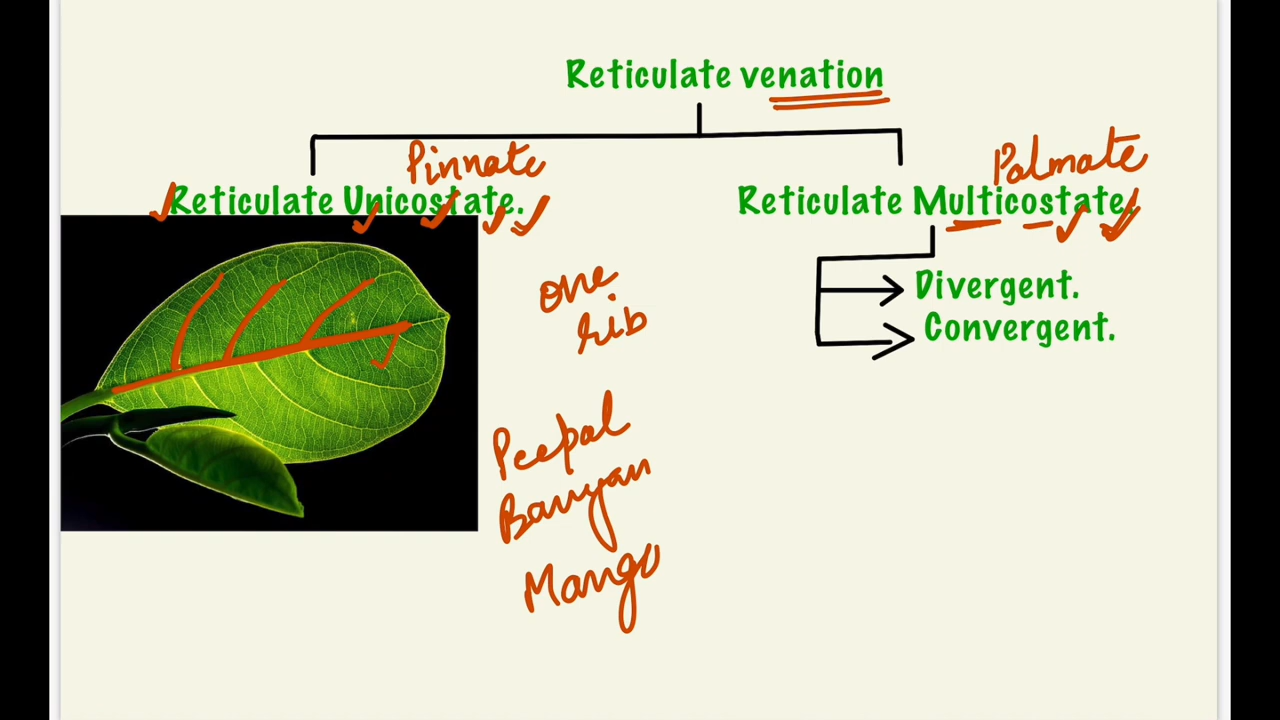 Reticulate venation
Pinnate
Reticulate Unicostate.
Palmate
Reticulate Multicostate.
Divergent.
Convergent.
One
rib
Peepal
Banyan
Mango